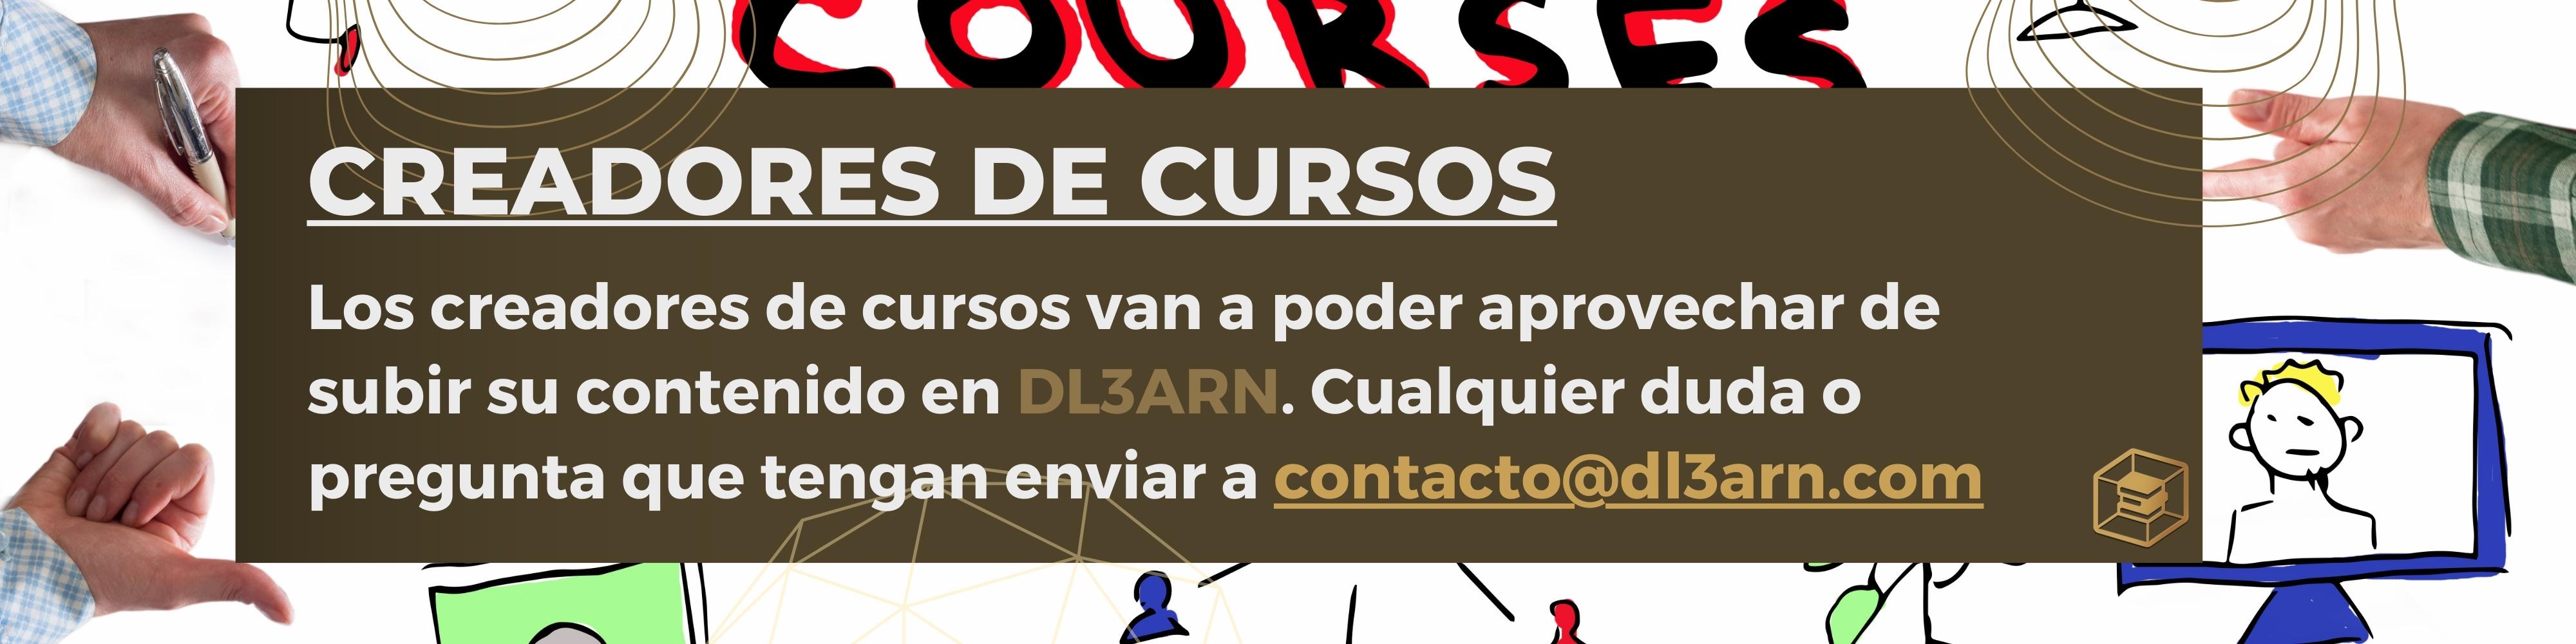 COURSES
CREADORES DE CURSOS
Los creadores de cursos van a poder aprovechar de
subir su contenido en DL3ARN. Cualquier duda o
pregunta que tengan enviar a contacto@dl3arn.com